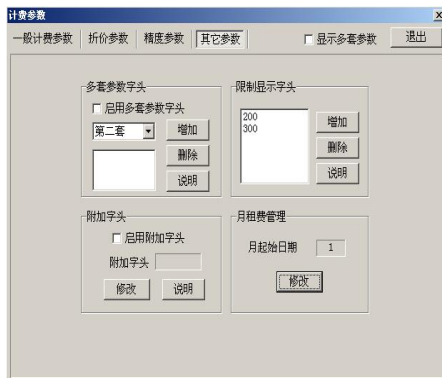 计费参数
一般计费参数 折价参数 精度参数 其它参数 显示多套参数 退出
多套参数字头
启用多套参数字头
第二套 增加
删除
说明
限制显示字头
200
300
增加
删除
说明
附加字头
启用附加字头
附加字头
修改 说明
月租费管理
月起始日期 1
修改